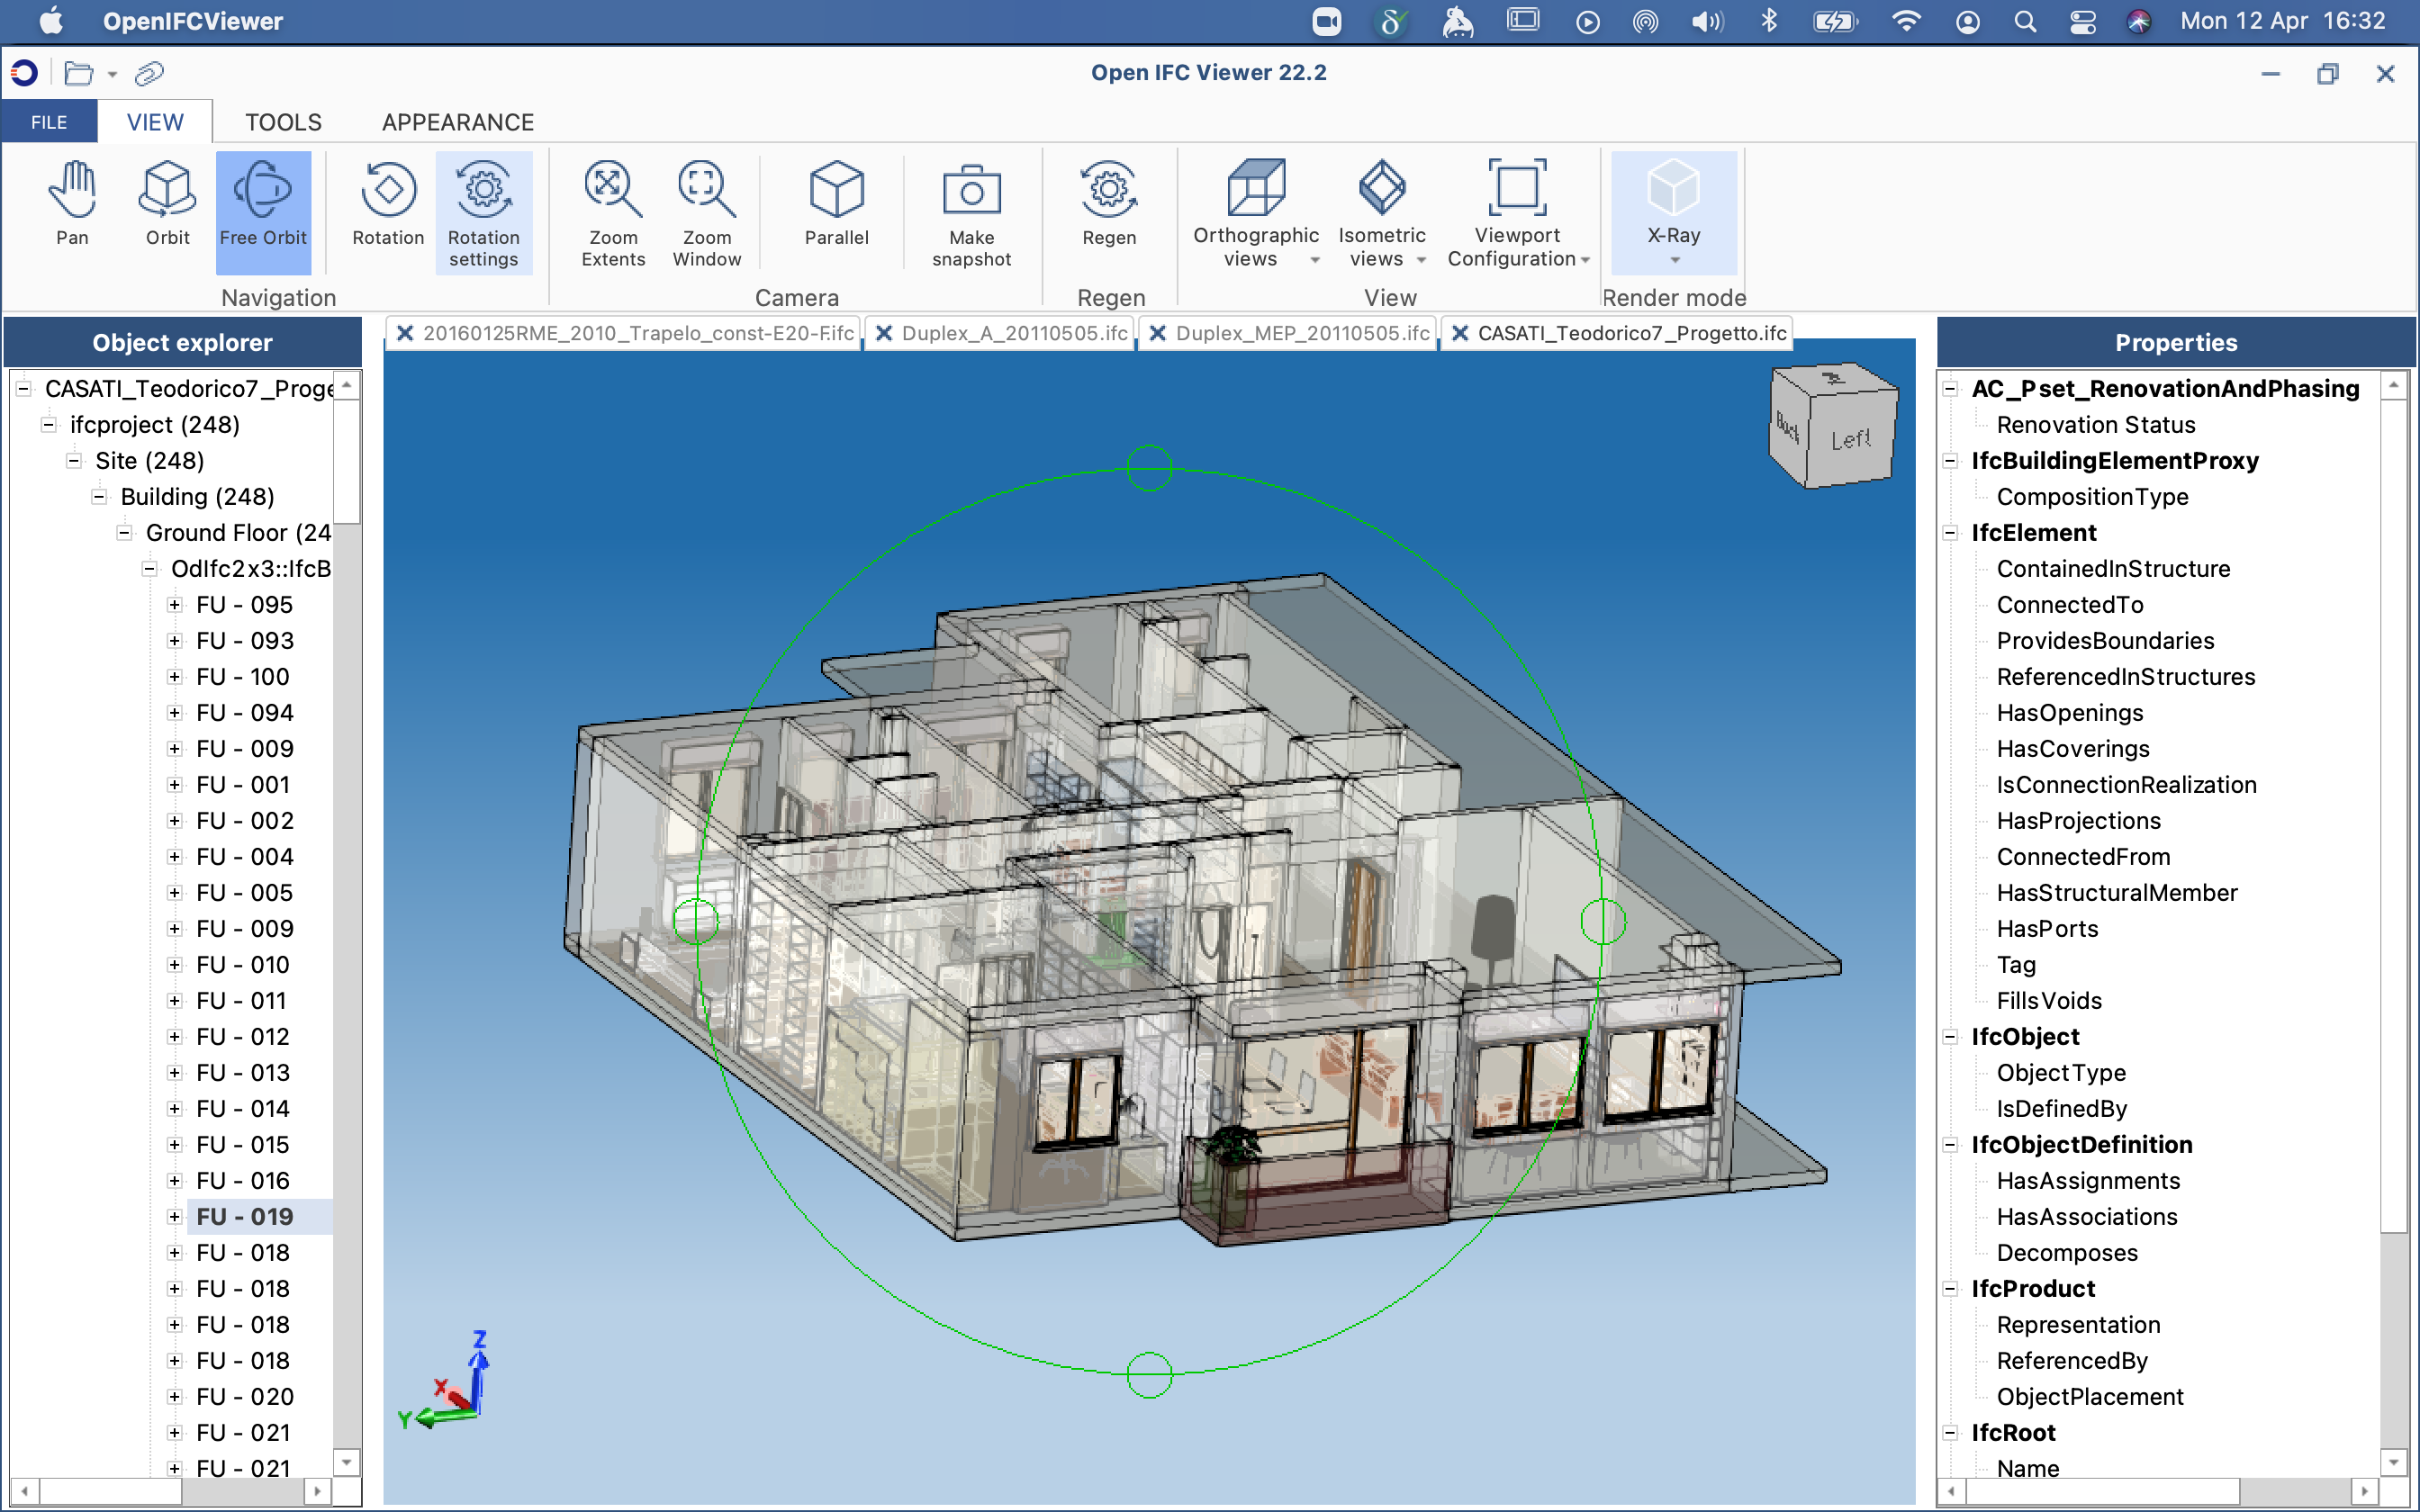 OpenIFCViewer
Mon 12 Apr 16:32
Open IFC Viewer 22.2
FILE
VIEW
TOOLS
APPEARANCE
Pan
Orbit
Free Orbit
Rotation
Rotation
settings
Zoom
Extents
Zoom
Window
Parallel
Make
snapshot
Regen
Orthographic
views
Isometric
views
Viewport
Configuration
X-Ray
Navigation
Camera
Regen
View
Render mode
Object explorer
20160125RME_2010_Trapelo_const-E20-F.ifc
Duplex_A_20110505.ifc
Duplex_MEP_20110505.ifc
CASATI_Teodorico7_Progetto.ifc
Properties
CASATI_Teodorico7_Proge
ifcproject (248)
Site (248)
Building (248)
Ground Floor (24
OdIfc2x3::IfcB
FU - 095
FU - 093
FU - 100
FU - 094
FU - 009
FU - 001
FU - 002
FU - 004
FU - 005
FU - 009
FU - 010
FU - 011
FU - 012
FU - 013
FU - 014
FU - 015
FU - 016
FU - 019
FU - 018
FU - 018
FU - 018
FU - 018
FU - 020
FU - 021
FU - 021
Back
Left
Z
X
Y
AC_Pset_RenovationAndPhasing
Renovation Status
IfcBuildingElementProxy
CompositionType
IfcElement
ContainedInStructure
ConnectedTo
ProvidesBoundaries
ReferencedInStructures
HasOpenings
HasCoverings
IsConnectionRealization
HasProjections
ConnectedFrom
HasStructuralMember
HasPorts
Tag
FillsVoids
IfcObject
ObjectType
IsDefinedBy
IfcObjectDefinition
HasAssignments
HasAssociations
Decomposes
IfcProduct
Representation
ReferencedBy
ObjectPlacement
IfcRoot
Name